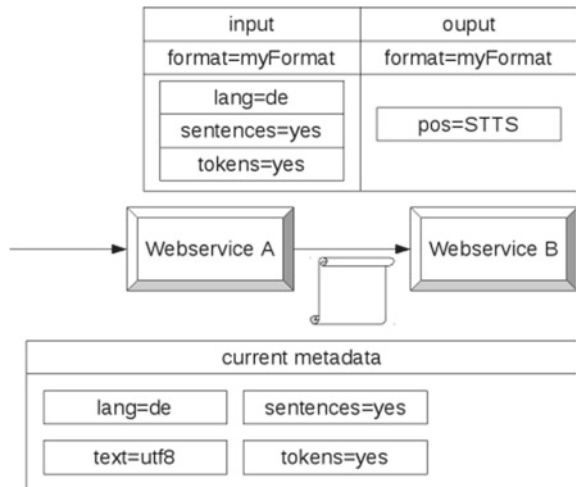 input ouput
format=myFormat format=myFormat
lang=de
sentences=yes pos=STTS
tokens=yes
Webservice A Webservice B
current metadata
lang=de sentences=yes
text=utf8 tokens=yes